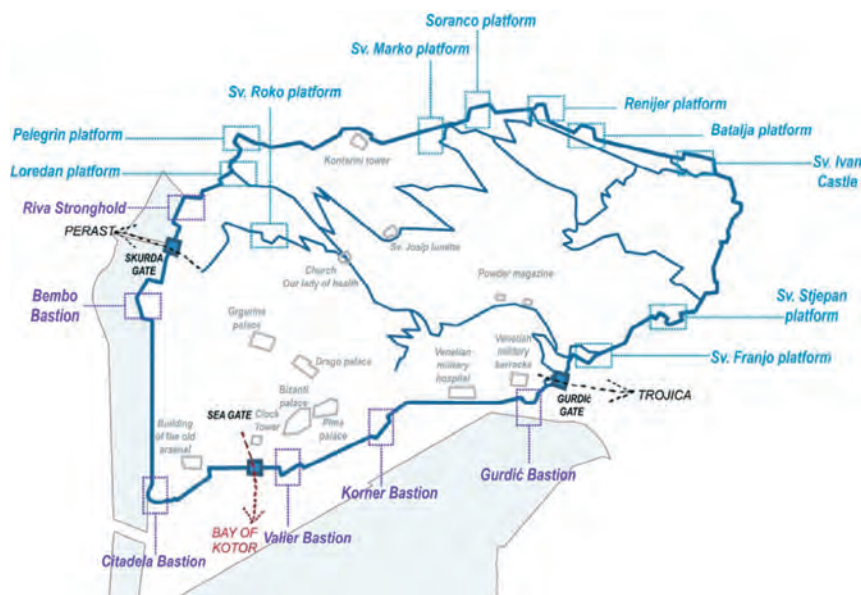 Soranco
platform
Sv. Marko platform
Sv. Roko platform
Renijer platform
Pelegrin platform
Batalja platform
Kontarini tower
Loredan platform
Sv. Ivan
Castle
Riva Stronghold
PERAST
SKURDA
GATE
Sv. Josip lunette
Church
Our lady of health
Powder magazine
Bembo
Bastion
Sv. Stjepan
platform
Grgurina
palace
Venetian
military
barracks
Sv. Franjo platform
Drago palace
Venetian
military
hospital
Bizanti
palace
GURDIĆ
GATE
TROJICA
SEA GATE
Clock
Tower
Pima
palace
Building
of the old
arsenal
Gurdić Bastion
Korner Bastion
BAY OF
KOTOR
Valier Bastion
Citadela Bastion